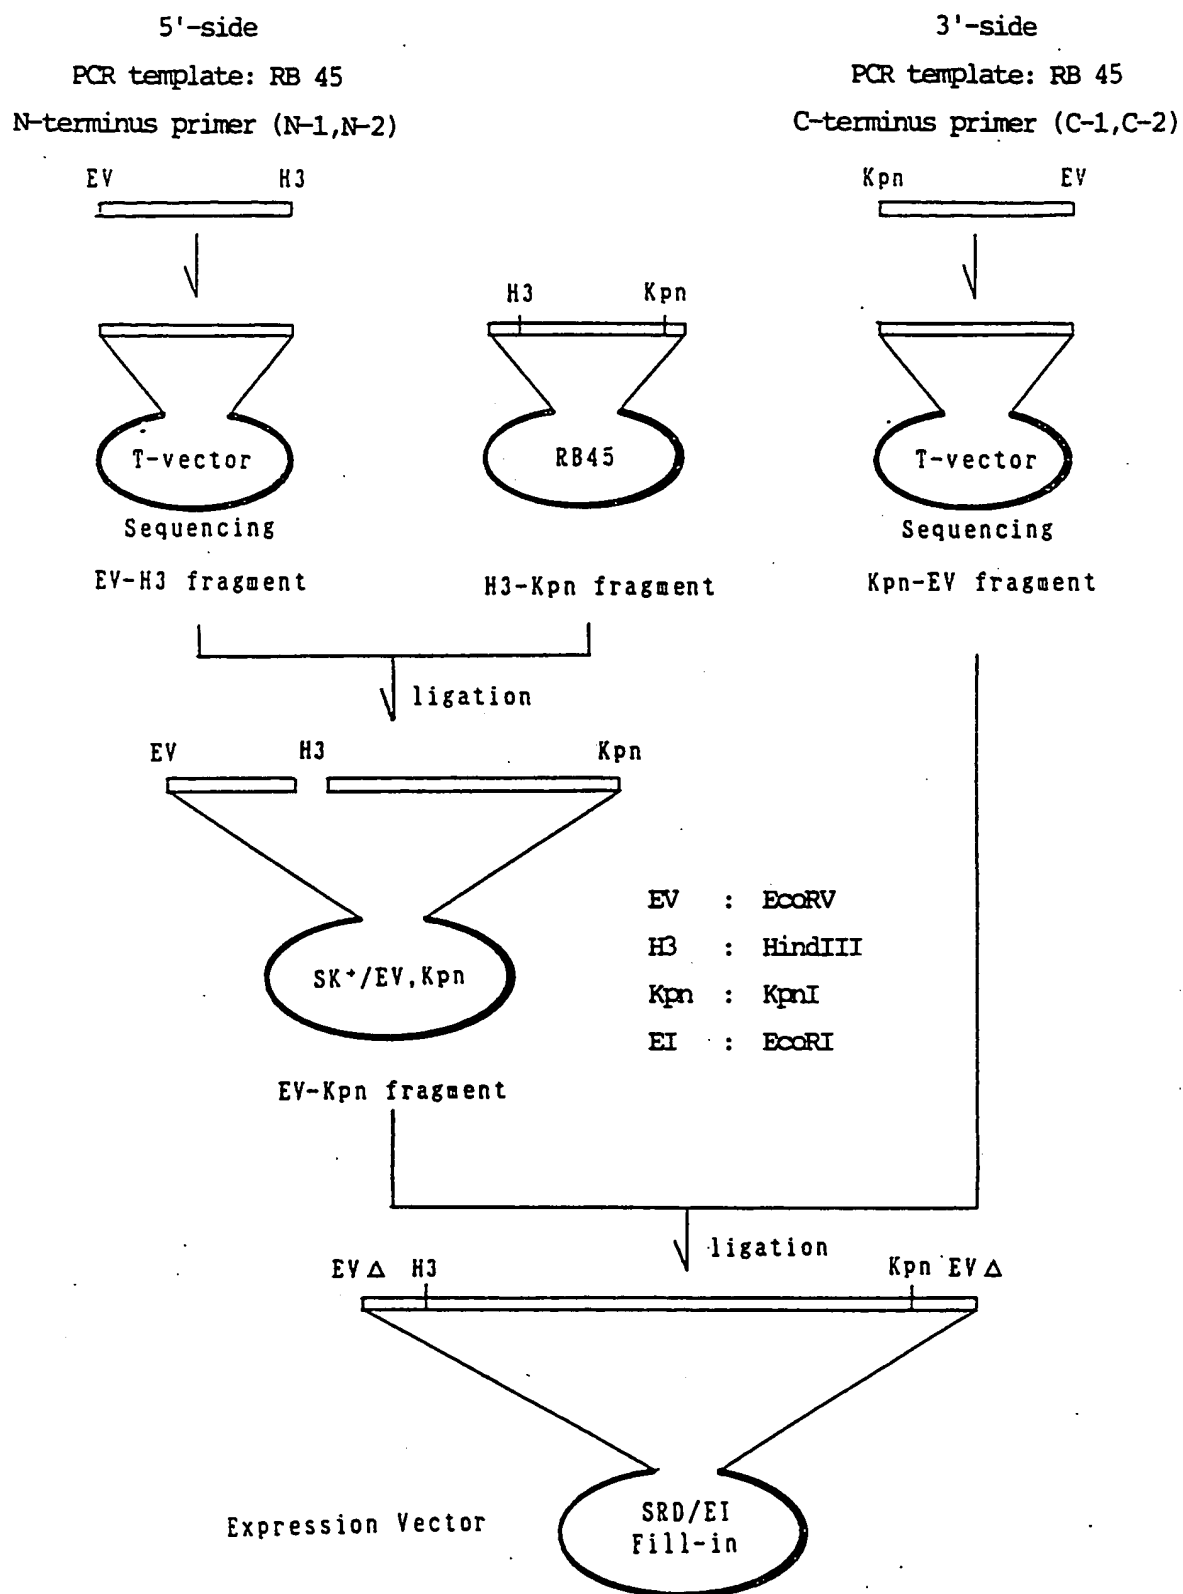 5'-side
PCR template: RB 45
N-terminus primer (N-1,N-2)
3'-side
PCR template: RB 45
C-terminus primer (C-1,C-2)
EV H3
Kpn EV
H3 Kpn
T-vector
RB45
T-vector
Sequencing
Sequencing
EV-H3 fragment
H3-Kpn fragment
Kpn-EV fragment
ligation
EV H3 Kpn
SK+/EV,Kpn
EV : EcoRV
H3 : HindIII
Kpn : KpnI
EI : EcoRI
EV-Kpn fragment
ligation
EV Δ H3 Kpn EV Δ
Expression Vector
SRD/EI
Fill-in